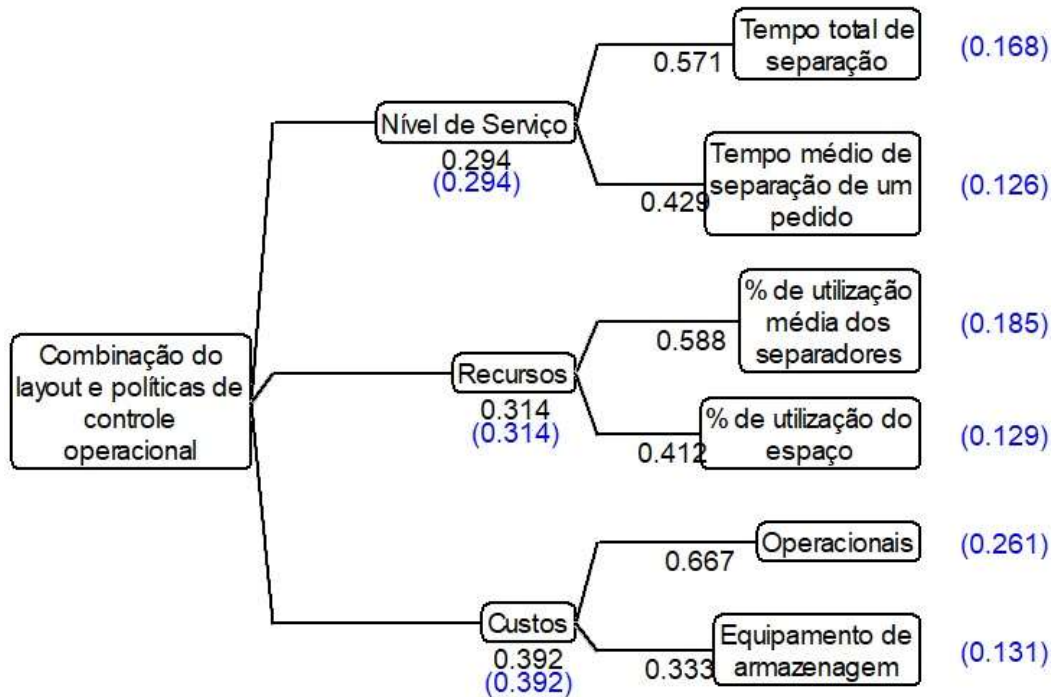 Combinação do
layout e políticas de
controle
operacional
Nível de Serviço
0.294
(0.294)
0.571
Tempo total de
separação
(0.168)
0.429
Tempo médio de
separação de um
pedido
(0.126)
Recursos
0.314
(0.314)
0.588
% de utilização
média dos
separadores
(0.185)
0.412
% de utilização do
espaço
(0.129)
Custos
0.392
(0.392)
0.667
Operacionais
(0.261)
0.333
Equipamento de
armazenagem
(0.131)